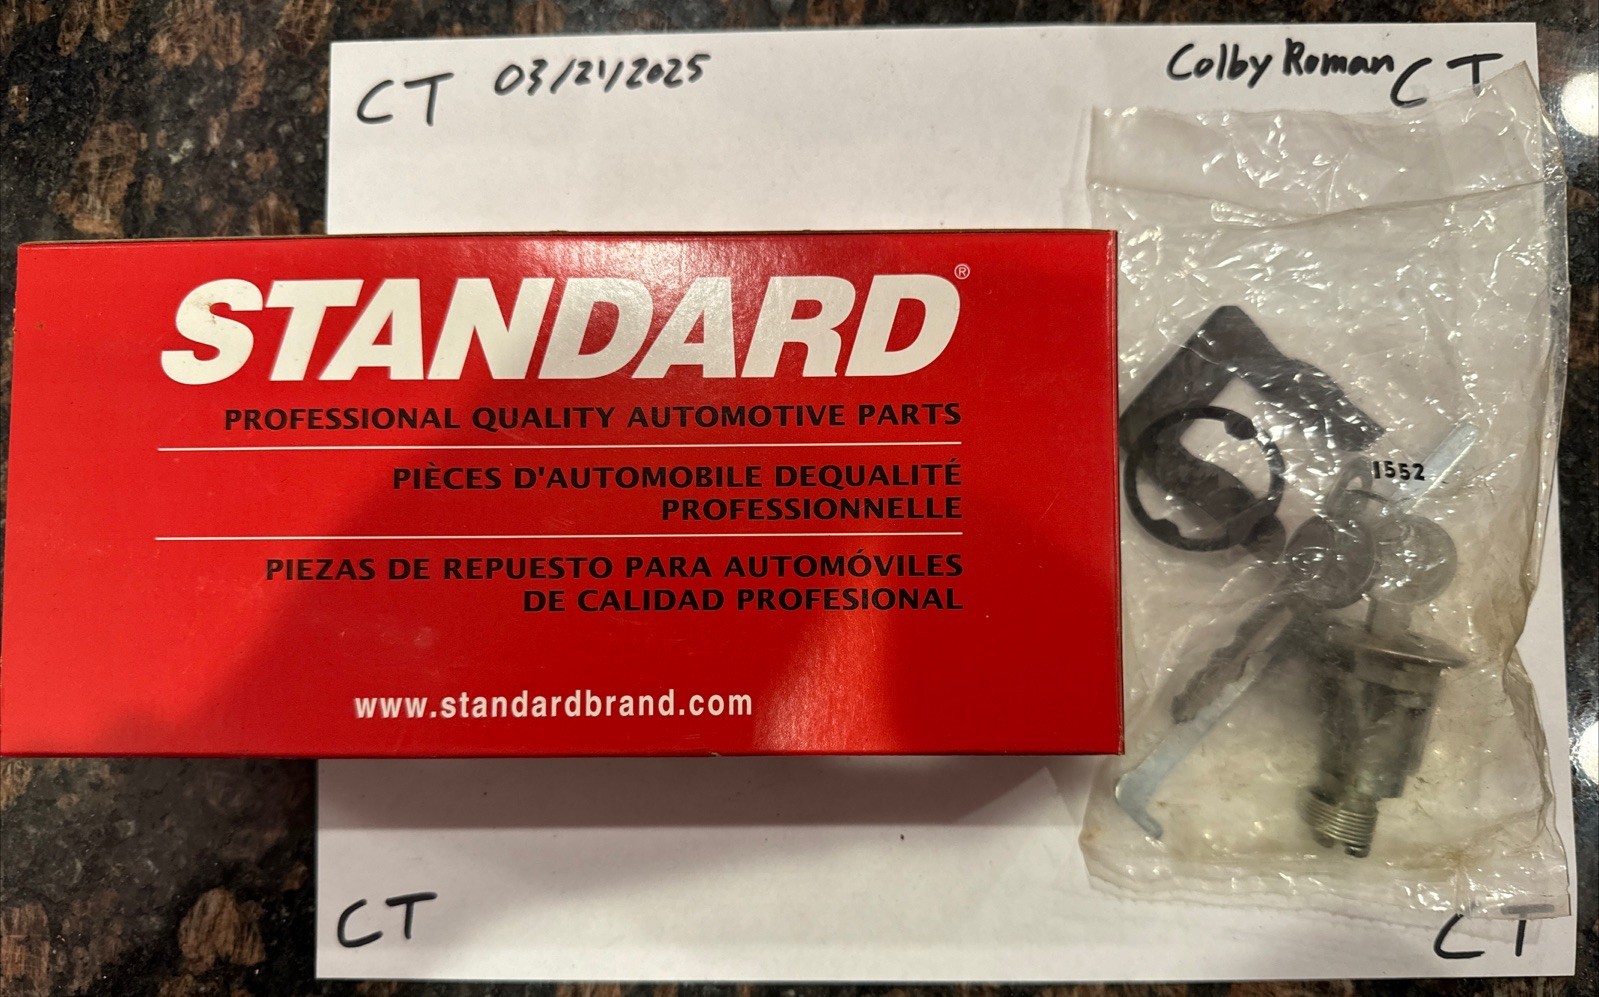 CT 03/21/2025
Colby Roman CT
STANDARD®
PROFESSIONAL QUALITY AUTOMOTIVE PARTS
PIÈCES D'AUTOMOBILE DEQUALITÉ
PROFESSIONNELLE
PIEZAS DE REPUESTO PARA AUTOMÓVILES
DE CALIDAD PROFESIONAL
www.standardbrand.com
1552
CT
CT